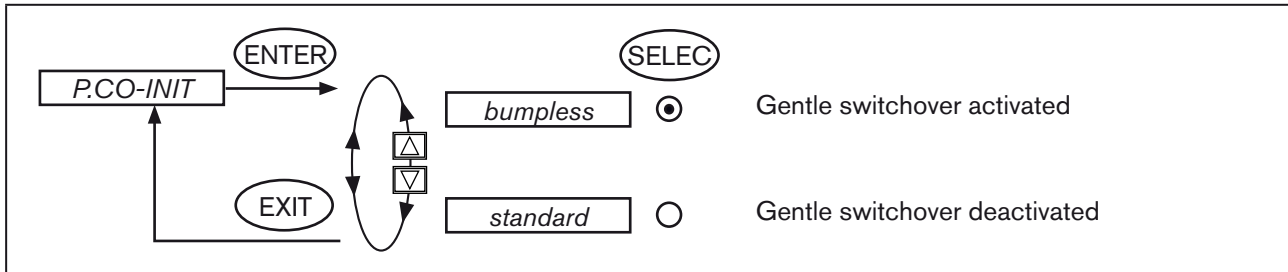 ENTER
SELEC
P.CO-INIT
bumpless
Gentle switchover activated
EXIT
standard
Gentle switchover deactivated